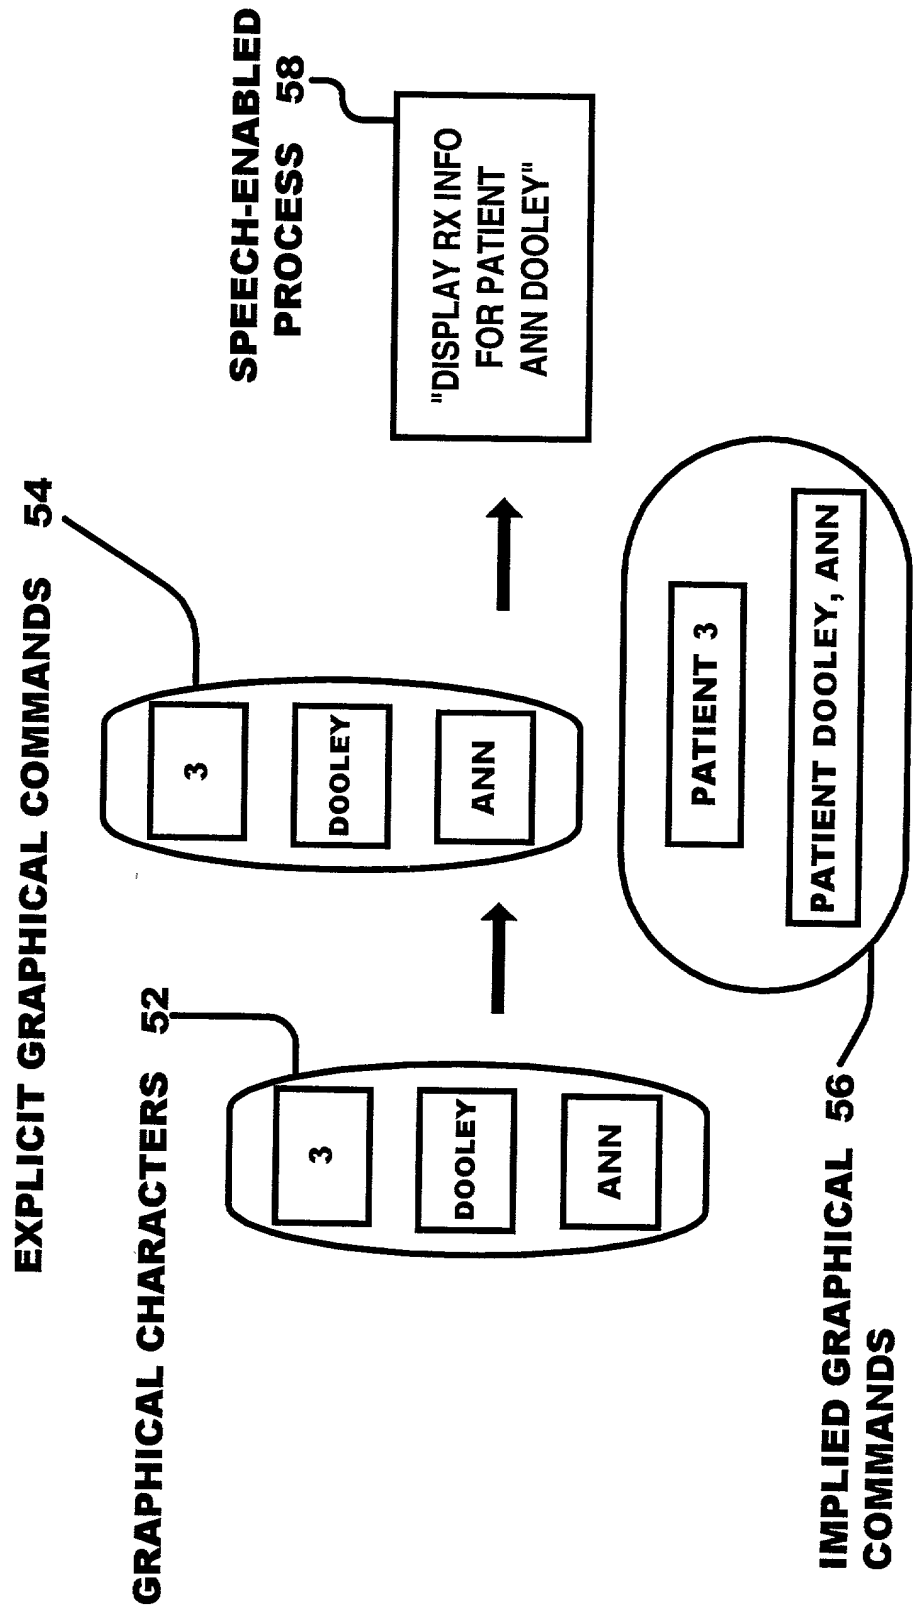 EXPLICIT GRAPHICAL COMMANDS 54
GRAPHICAL CHARACTERS 52
SPEECH-ENABLED
PROCESS 58
3
DOOLEY
ANN
3
DOOLEY
ANN
"DISPLAY RX INFO
FOR PATIENT
ANN DOOLEY"
PATIENT 3
PATIENT DOOLEY, ANN
IMPLIED GRAPHICAL 56
COMMANDS